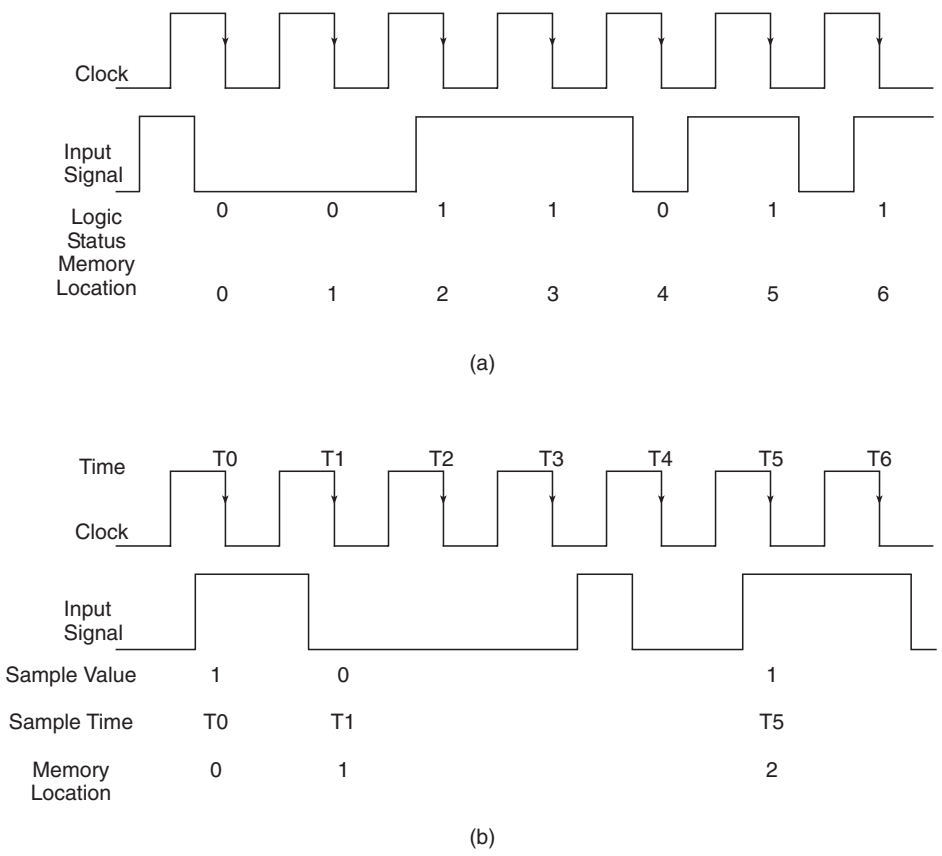 Clock
Input
Signal
Logic
Status
0 0 1 1 0 1 1
Memory
Location
0 1 2 3 4 5 6
(a)
Time T0 T1 T2 T3 T4 T5 T6
Clock
Input
Signal
Sample Value 1 0 1
Sample Time T0 T1 T5
Memory
Location
0 1 2
(b)